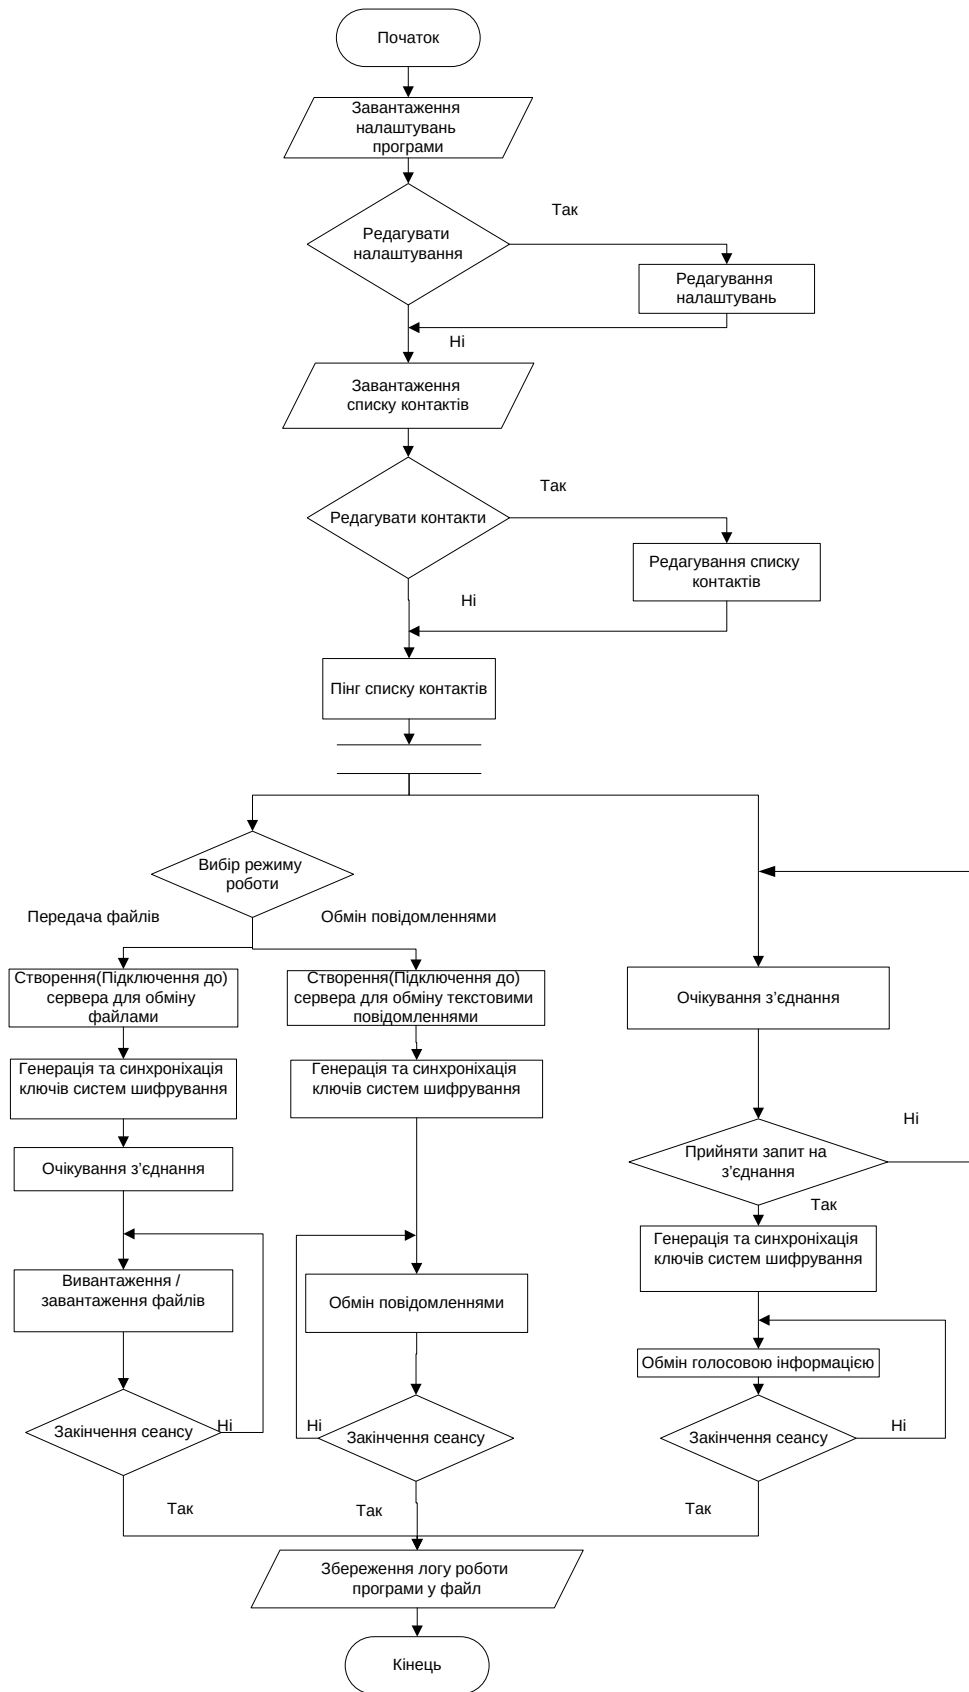 Початок
Завантаження
налаштувань
програми
Так
Редагувати
налаштування
Редагування
налаштувань
Ні
Завантаження
списку контактів
Так
Редагувати контакти
Редагування списку
контактів
Ні
Пінг списку контактів
Вибір режиму
роботи
Передача файлів
Обмін повідомленнями
Створення(Підключення до)
сервера для обміну
файлами
Створення(Підключення до)
сервера для обміну текстовими
повідомленнями
Очікування з’єднання
Генерація та синхроніхація
ключів систем шифрування
Генерація та синхроніхація
ключів систем шифрування
Ні
Прийняти запит на
з’єднання
Очікування з’єднання
Так
Генерація та синхроніхація
ключів систем шифрування
Вивантаження /
завантаження файлів
Обмін повідомленнями
Обмін голосовою інформацією
Закінчення сеансу
Ні
Ні
Закінчення сеансу
Закінчення сеансу
Ні
Так
Так
Так
Збереження логу роботи
програми у файл
Кінець